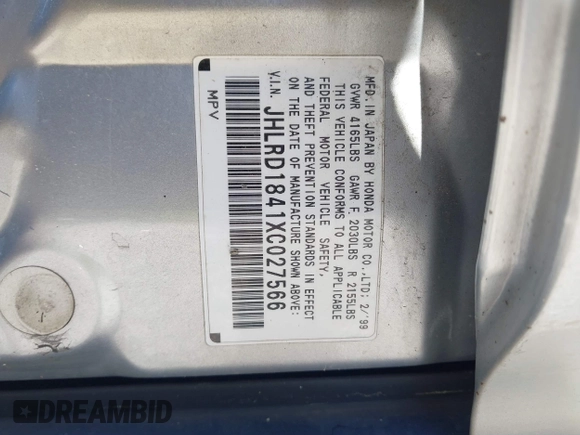 MFD. IN JAPAN BY HONDA MOTOR CO.,LTD; 2/'99
GVWR 4165LBS GAWR F 2030LBS R 2155LBS
THIS VEHICLE CONFORMS TO ALL APPLICABLE
FEDERAL MOTOR VEHICLE SAFETY,
AND THEFT PREVENTION STANDARDS IN EFFECT
ON THE DATE OF MANUFACTURE SHOWN ABOVE:
V.I.N. JHLRD1841XC027566
MPV
DREAMBID